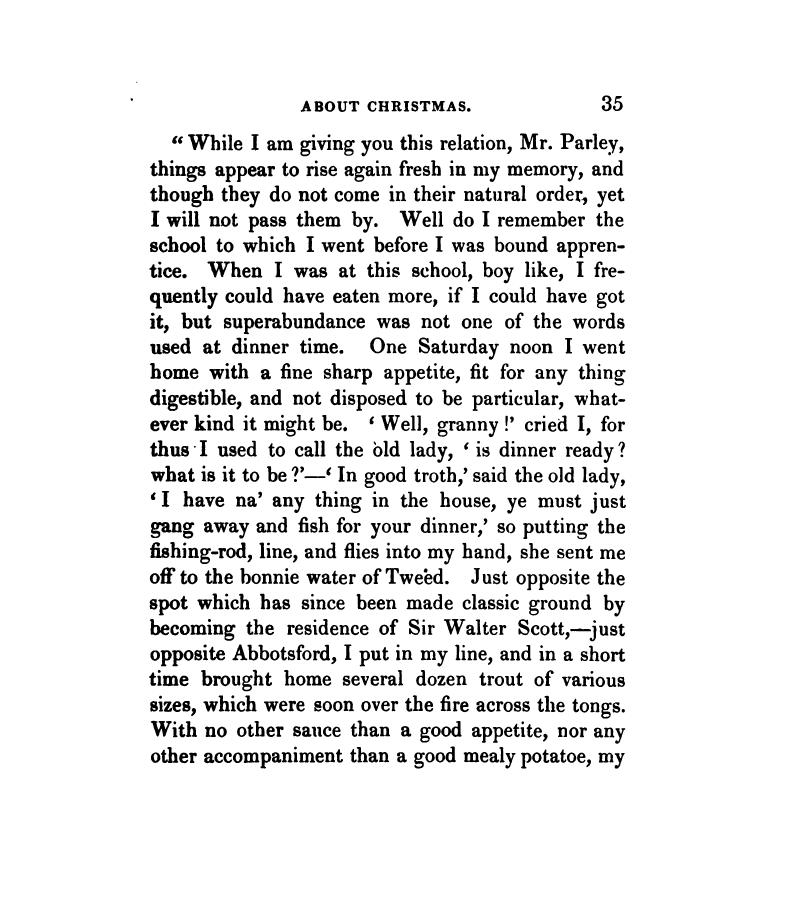 ABOUT CHRISTMAS. 35
“ While I am giving you this relation, Mr. Parley,
things appear to rise again fresh in my memory, and
though they do not come in their natural order, yet
I will not pass them by. Well do I remember the
school to which I went before I was bound appren-
tice. When I was at this school, boy like, I fre-
quently could have eaten more, if I could have got
it, but superabundance was not one of the words
used at dinner time. One Saturday noon I went
home with a fine sharp appetite, fit for any thing
digestible, and not disposed to be particular, what-
ever kind it might be. ‘ Well, granny !’ cried I, for
thus I used to call the old lady, ‘ is dinner ready ?
what is it to be ?’—‘ In good troth,’ said the old lady,
‘ I have na’ any thing in the house, ye must just
gang away and fish for your dinner,’ so putting the
fishing-rod, line, and flies into my hand, she sent me
off to the bonnie water of Tweed. Just opposite the
spot which has since been made classic ground by
becoming the residence of Sir Walter Scott,—just
opposite Abbotsford, I put in my line, and in a short
time brought home several dozen trout of various
sizes, which were soon over the fire across the tongs.
With no other sauce than a good appetite, nor any
other accompaniment than a good mealy potatoe, my